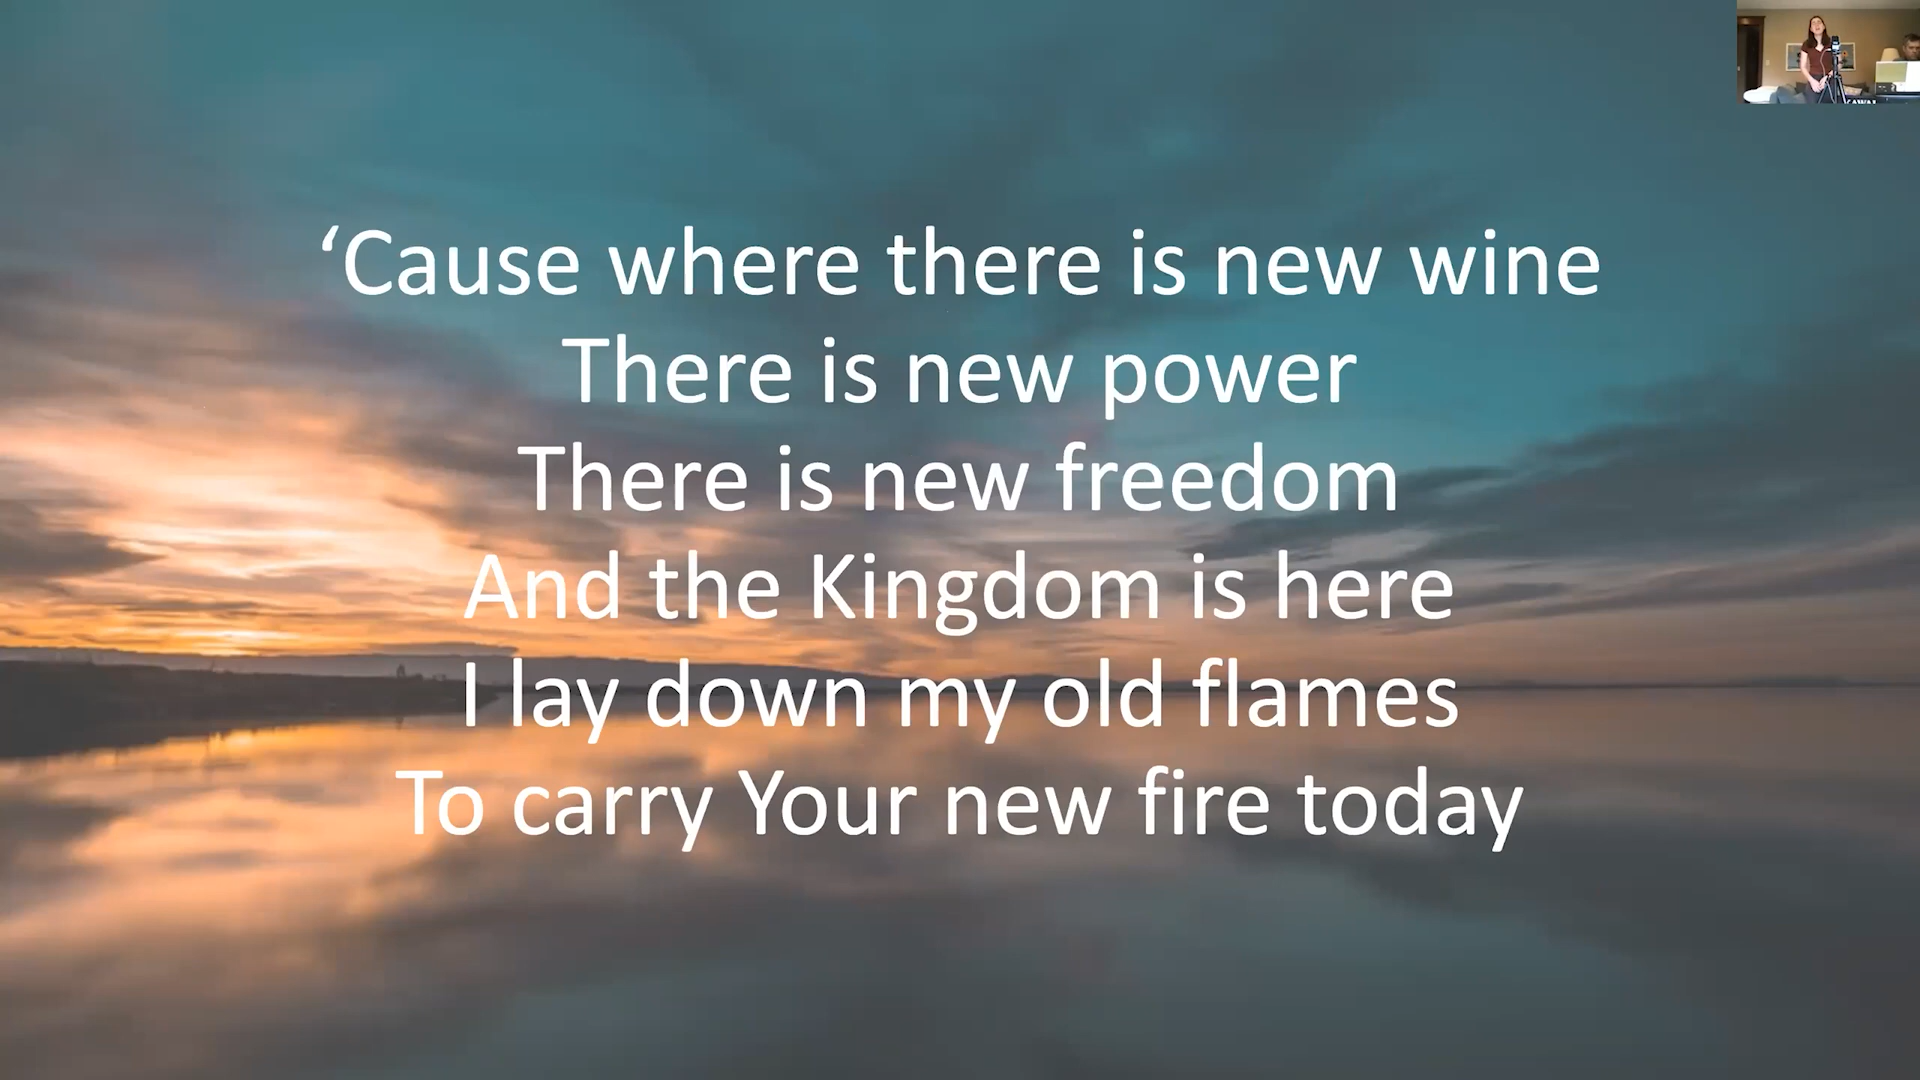 ‘Cause where there is new wine
There is new power
There is new freedom
And the Kingdom is here
I lay down my old flames
To carry Your new fire today
KAWAI